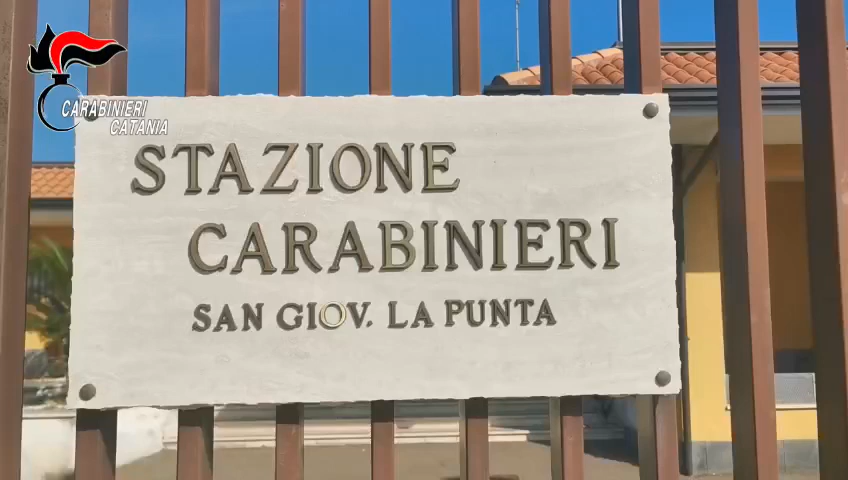 CARABINIERI
CATANIA
STAZIONE
CARABINIERI
SAN GIOV. LA PUNTA